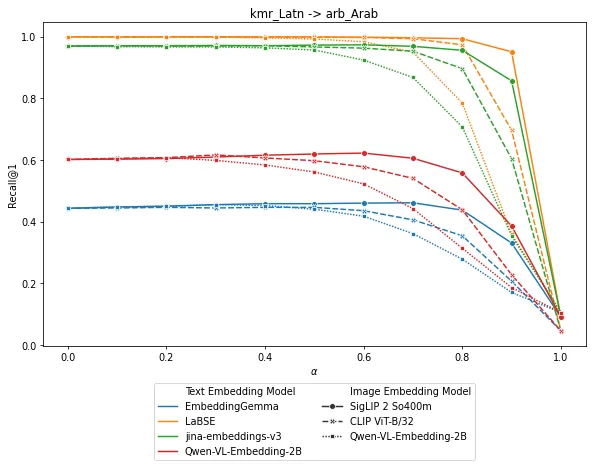 kmr_Latn -> arb_Arab
Recall@1
1.0
0.8
0.6
0.4
0.2
0.0
0.0 0.2 0.4 0.6 0.8 1.0
α
Text Embedding Model
EmbeddingGemma
LaBSE
jina-embeddings-v3
Qwen-VL-Embedding-2B
Image Embedding Model
SigLIP 2 So400m
CLIP ViT-B/32
Qwen-VL-Embedding-2B